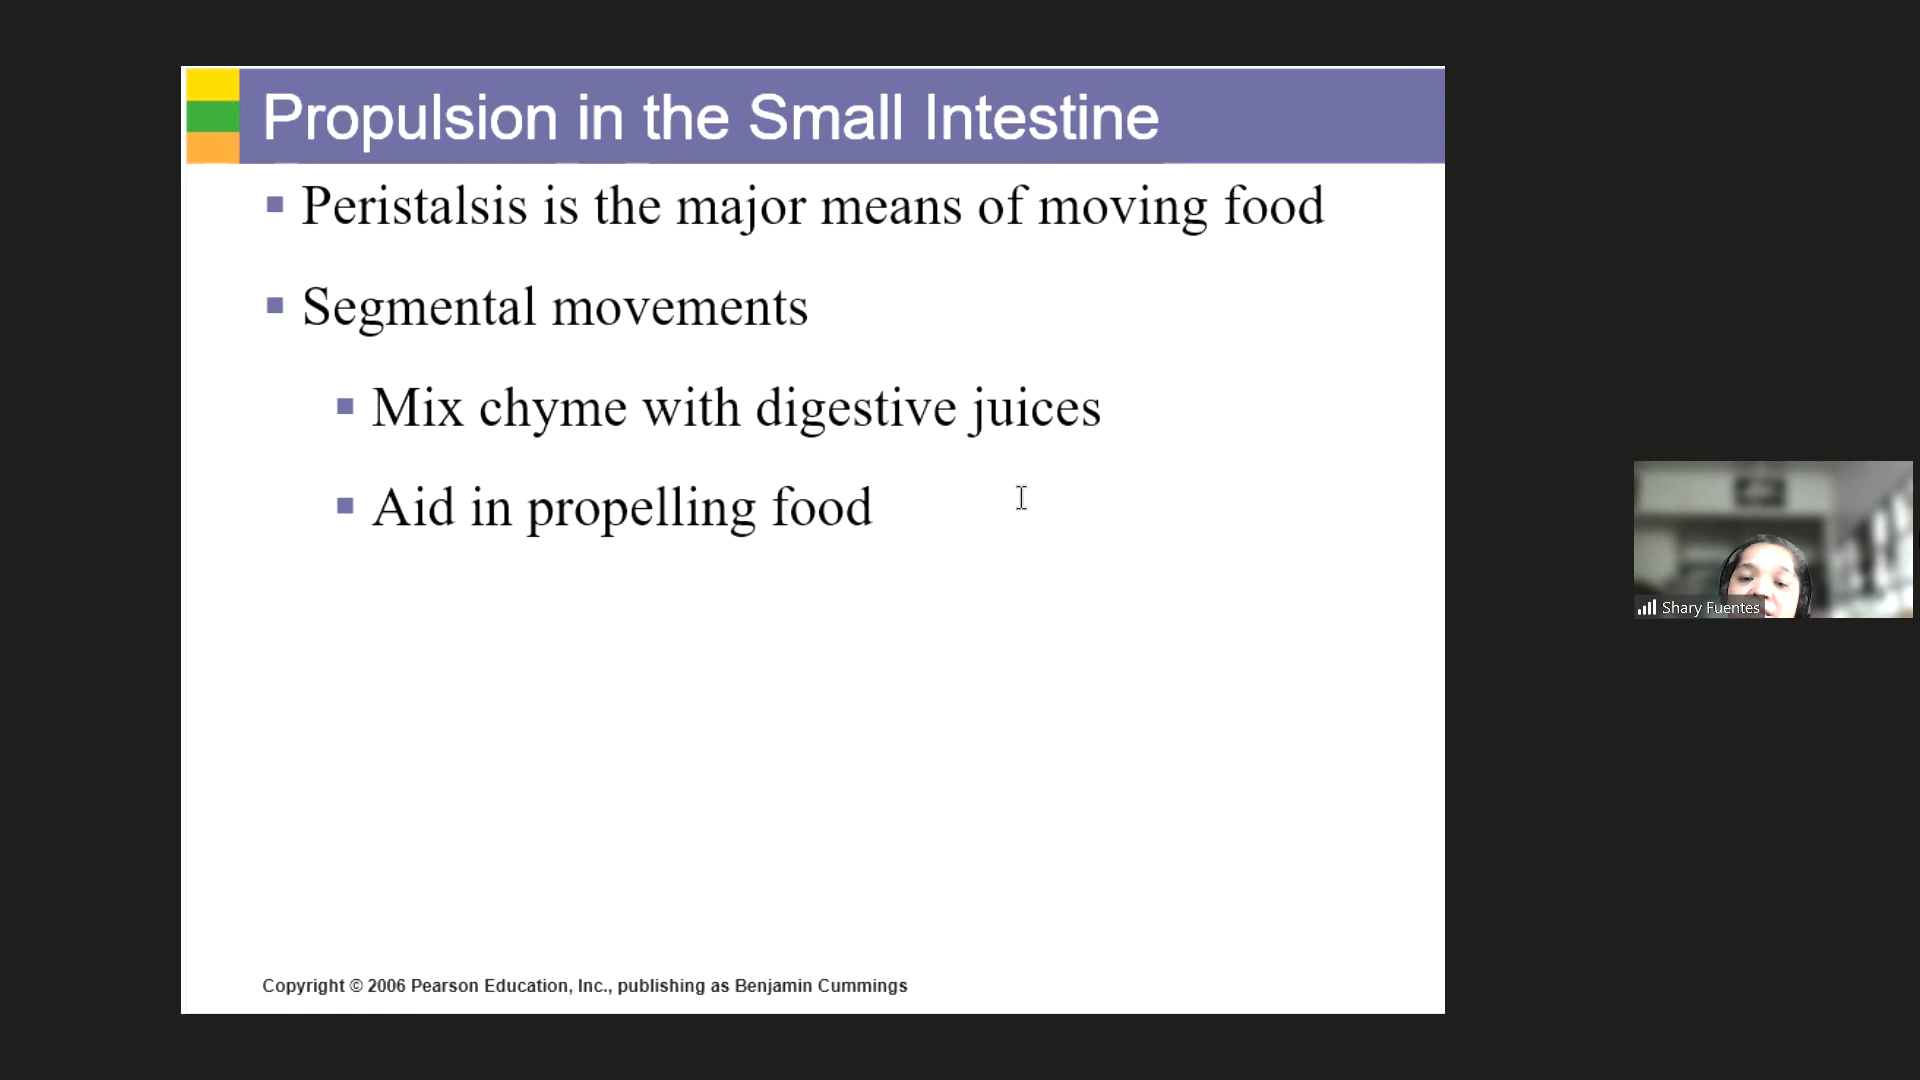 Propulsion in the Small Intestine
Peristalsis is the major means of moving food
Segmental movements
Mix chyme with digestive juices
Aid in propelling food
Shary Fuentes
Copyright © 2006 Pearson Education, Inc., publishing as Benjamin Cummings